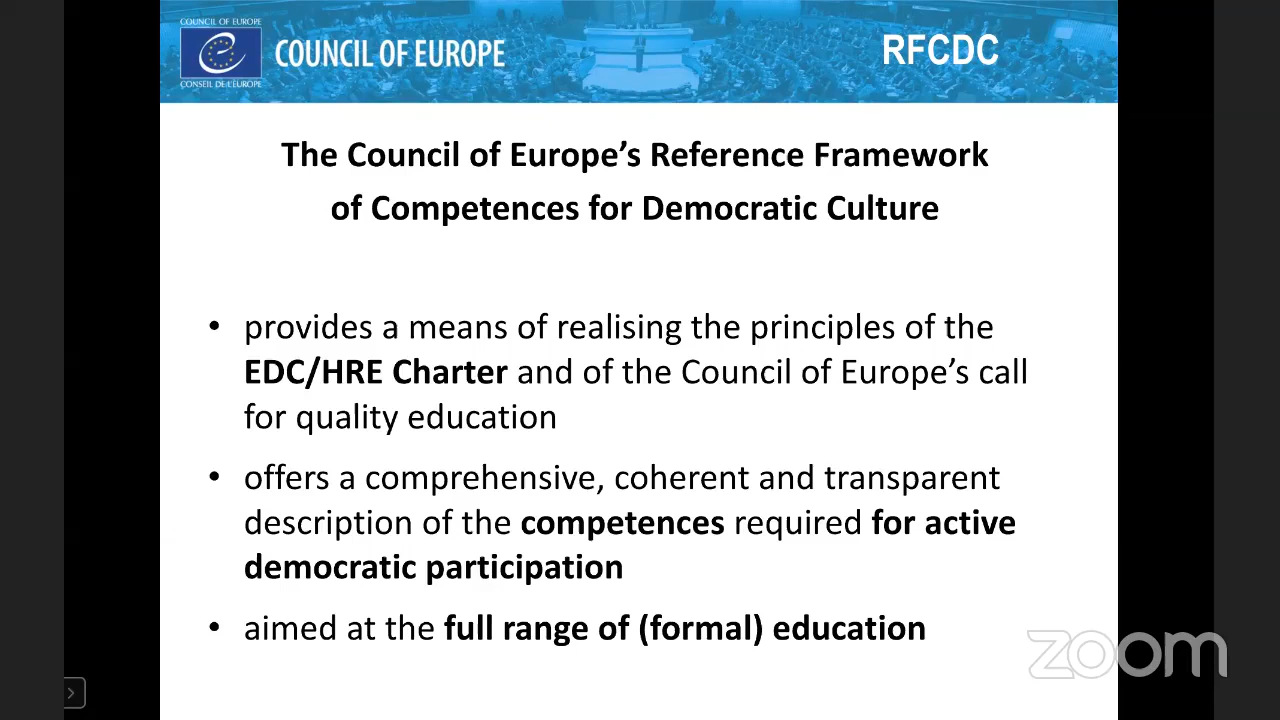 COUNCIL OF EUROPE
COUNCIL OF EUROPE
CONSEIL DE L'EUROPE
RFCDC
The Council of Europe’s Reference Framework
of Competences for Democratic Culture
• provides a means of realising the principles of the
EDC/HRE Charter and of the Council of Europe’s call
for quality education
• offers a comprehensive, coherent and transparent
description of the competences required for active
democratic participation
• aimed at the full range of (formal) education
zoom